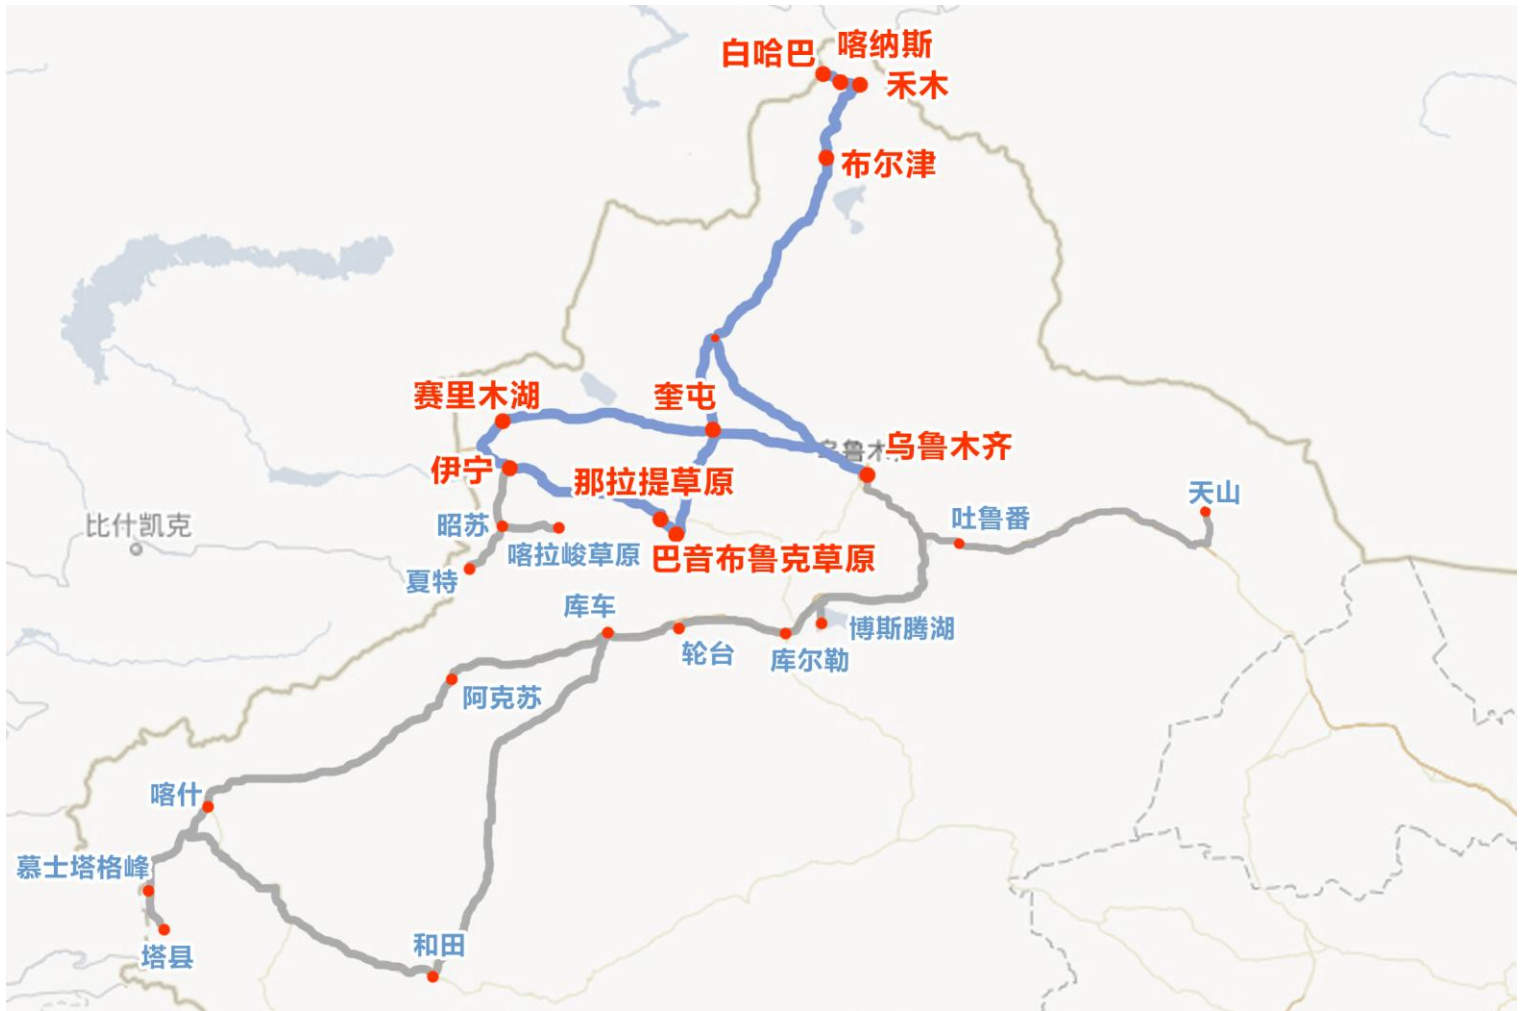 喀纳斯
白哈巴
禾木
布尔津
赛里木湖
奎屯
乌鲁木齐
乌鲁木
伊宁
那拉提草原
天山
比什凯克
昭苏
吐鲁番
喀拉峻草原
巴音布鲁克草原
夏特
库车
博斯腾湖
轮台
库尔勒
阿克苏
喀什
慕士塔格峰
和田
塔县